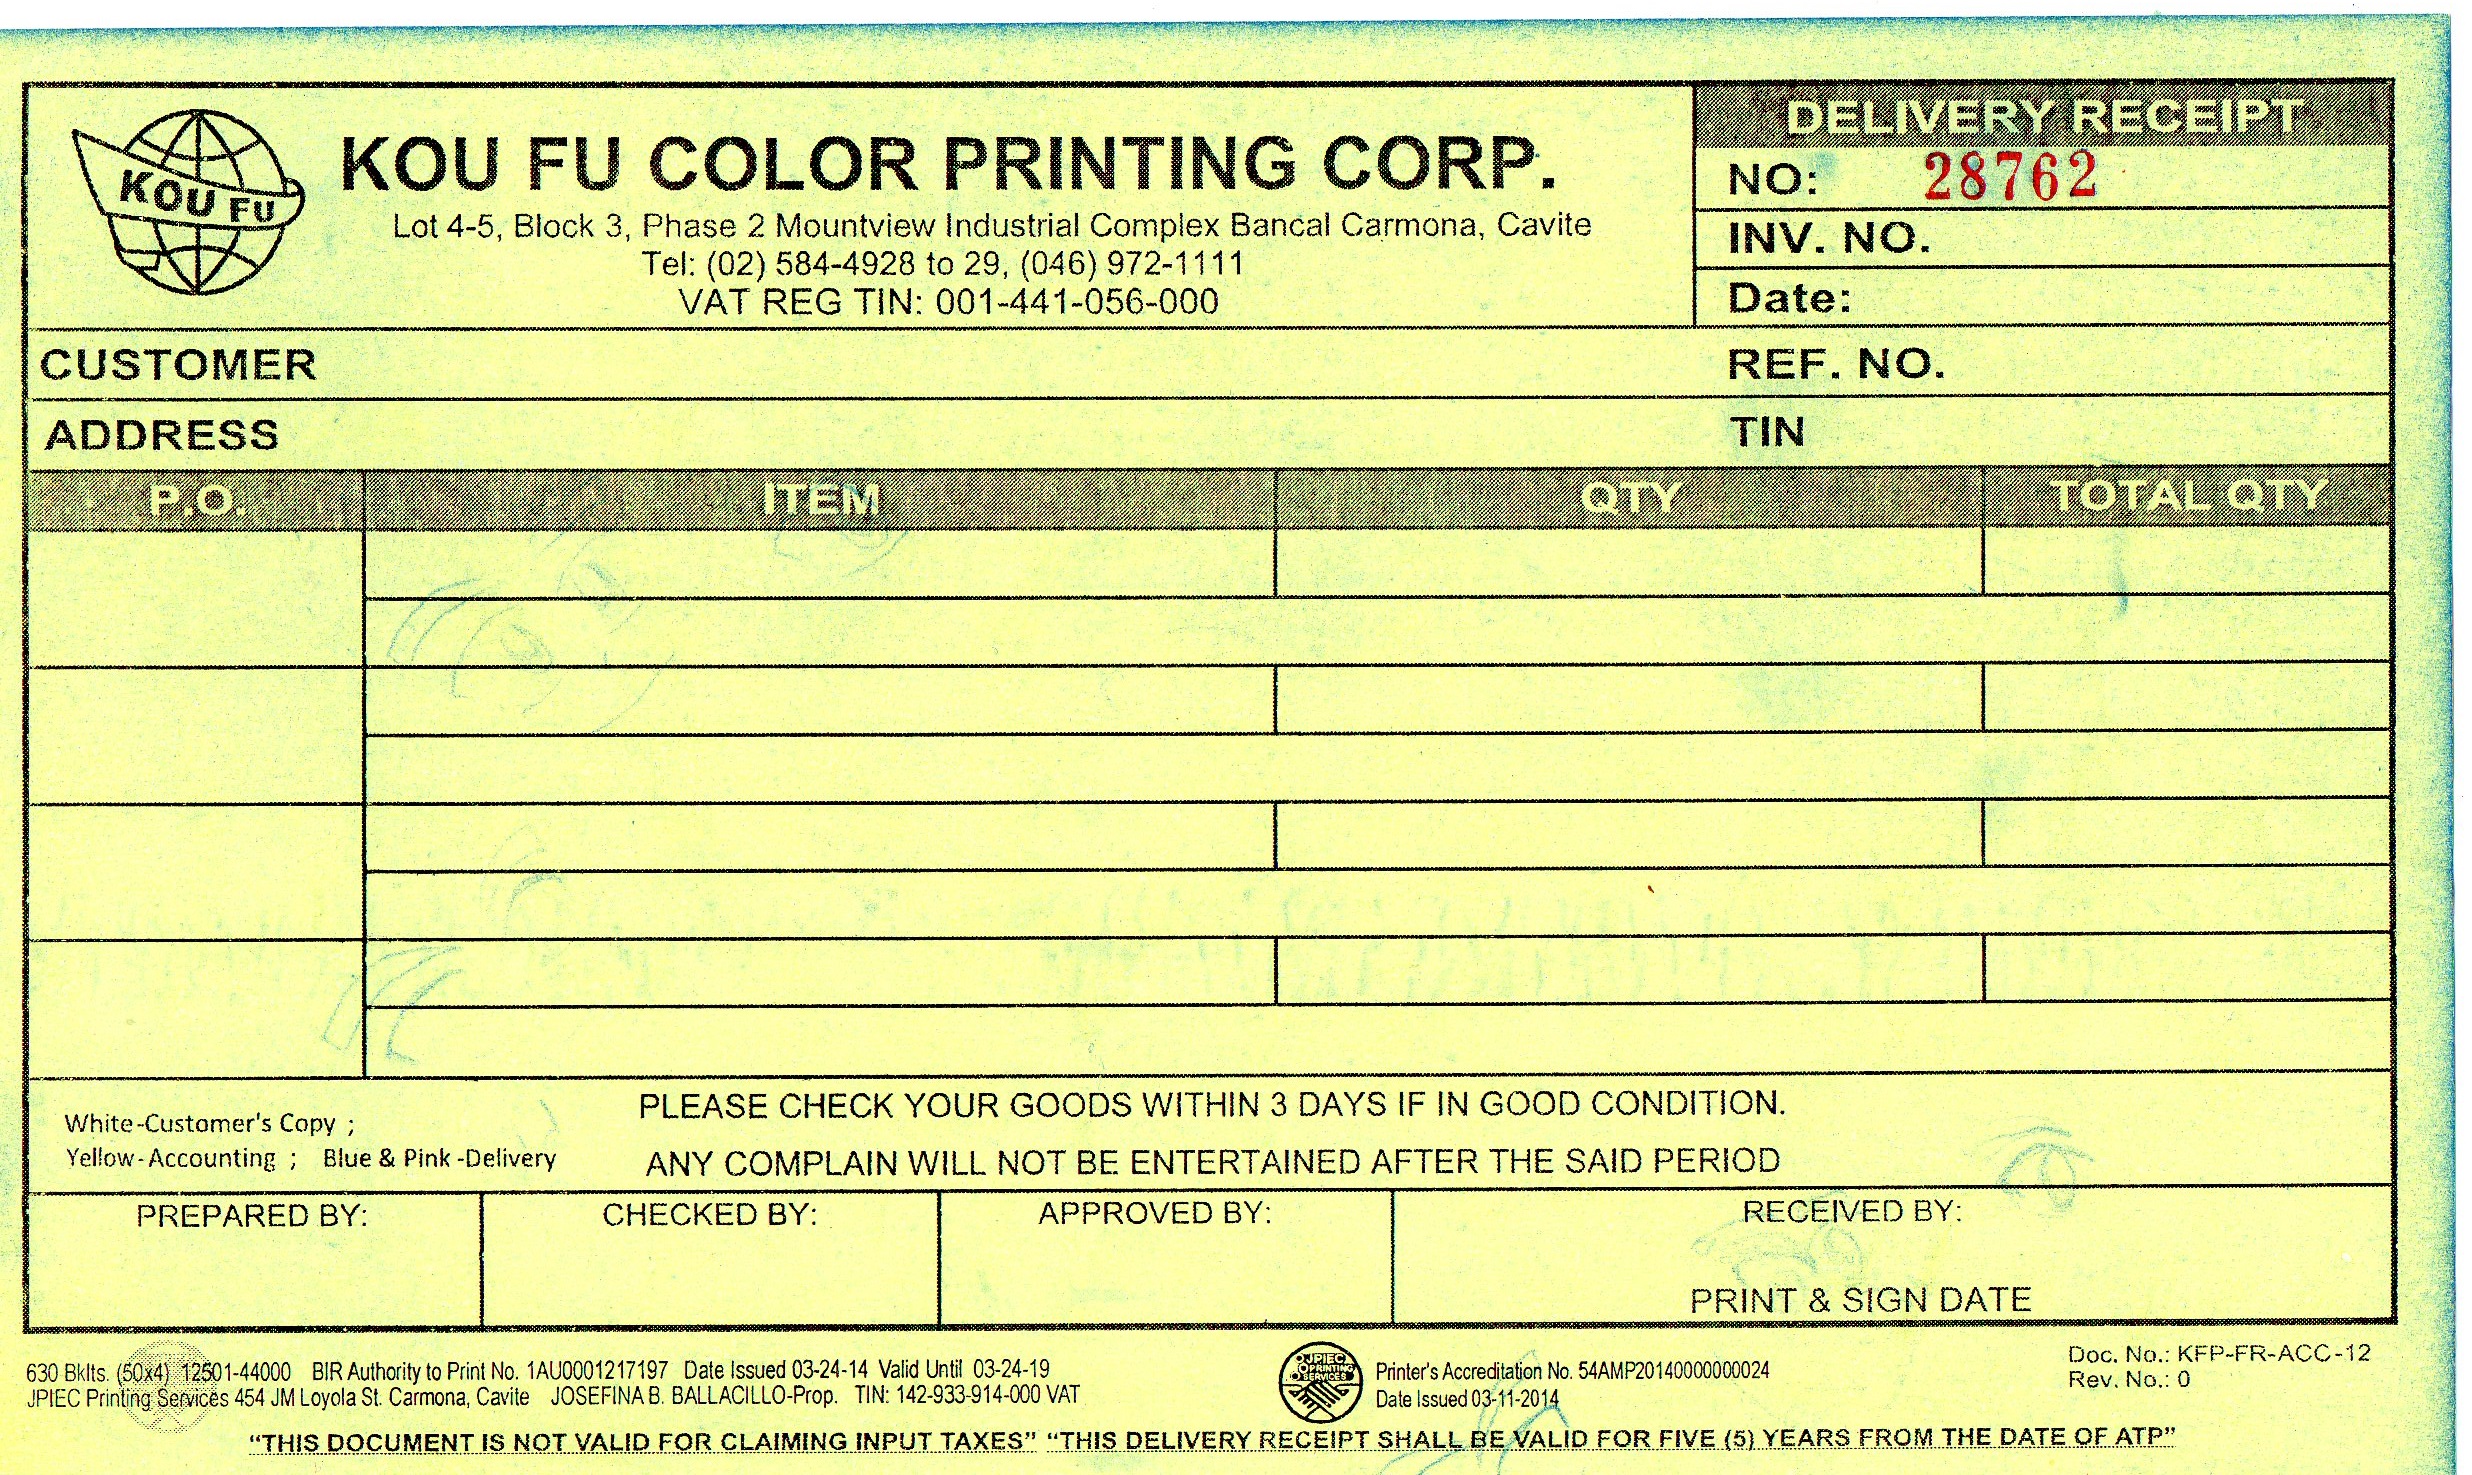 KOU FU
KOU FU COLOR PRINTING CORP.
Lot 4-5, Block 3, Phase 2 Mountview Industrial Complex Bancal Carmona, Cavite
Tel: (02) 584-4928 to 29, (046) 972-1111
VAT REG TIN: 001-441-056-000
DELIVERY RECEIPT
NO: 28762
INV. NO.
Date:
CUSTOMER REF. NO.
ADDRESS TIN
P.O. ITEM QTY TOTAL QTY
White-Customer's Copy ;
Yellow-Accounting ; Blue & Pink -Delivery
PLEASE CHECK YOUR GOODS WITHIN 3 DAYS IF IN GOOD CONDITION.
ANY COMPLAIN WILL NOT BE ENTERTAINED AFTER THE SAID PERIOD
PREPARED BY: CHECKED BY: APPROVED BY: RECEIVED BY:
PRINT & SIGN DATE
630 Bklts. (50x4) 12501-44000 BIR Authority to Print No. 1AU0001217197 Date Issued 03-24-14 Valid Until 03-24-19
JPIEC Printing Services 454 JM Loyola St. Carmona, Cavite JOSEFINA B. BALLACILLO-Prop. TIN: 142-933-914-000 VAT
JPIEC
PRINTING
SERVICES
Printer's Accreditation No. 54AMP20140000000024
Date Issued 03-11-2014
Doc. No.: KFP-FR-ACC-12
Rev. No.: 0
“THIS DOCUMENT IS NOT VALID FOR CLAIMING INPUT TAXES” “THIS DELIVERY RECEIPT SHALL BE VALID FOR FIVE (5) YEARS FROM THE DATE OF ATP”